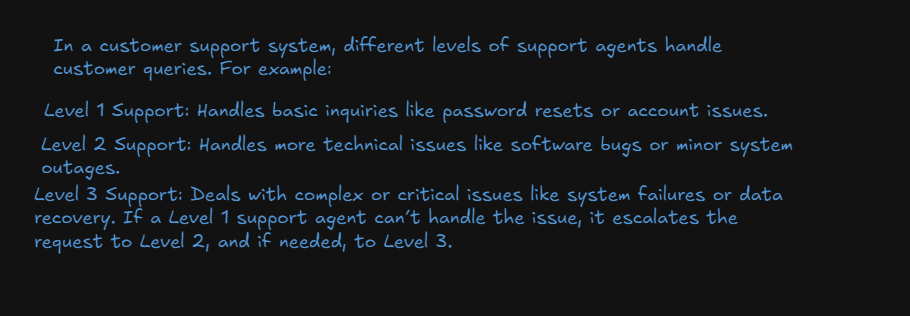 In a customer support system, different levels of support agents handle
customer queries. For example:
Level 1 Support: Handles basic inquiries like password resets or account issues.
Level 2 Support: Handles more technical issues like software bugs or minor system
outages.
Level 3 Support: Deals with complex or critical issues like system failures or data
recovery. If a Level 1 support agent can't handle the issue, it escalates the
request to Level 2, and if needed, to Level 3.